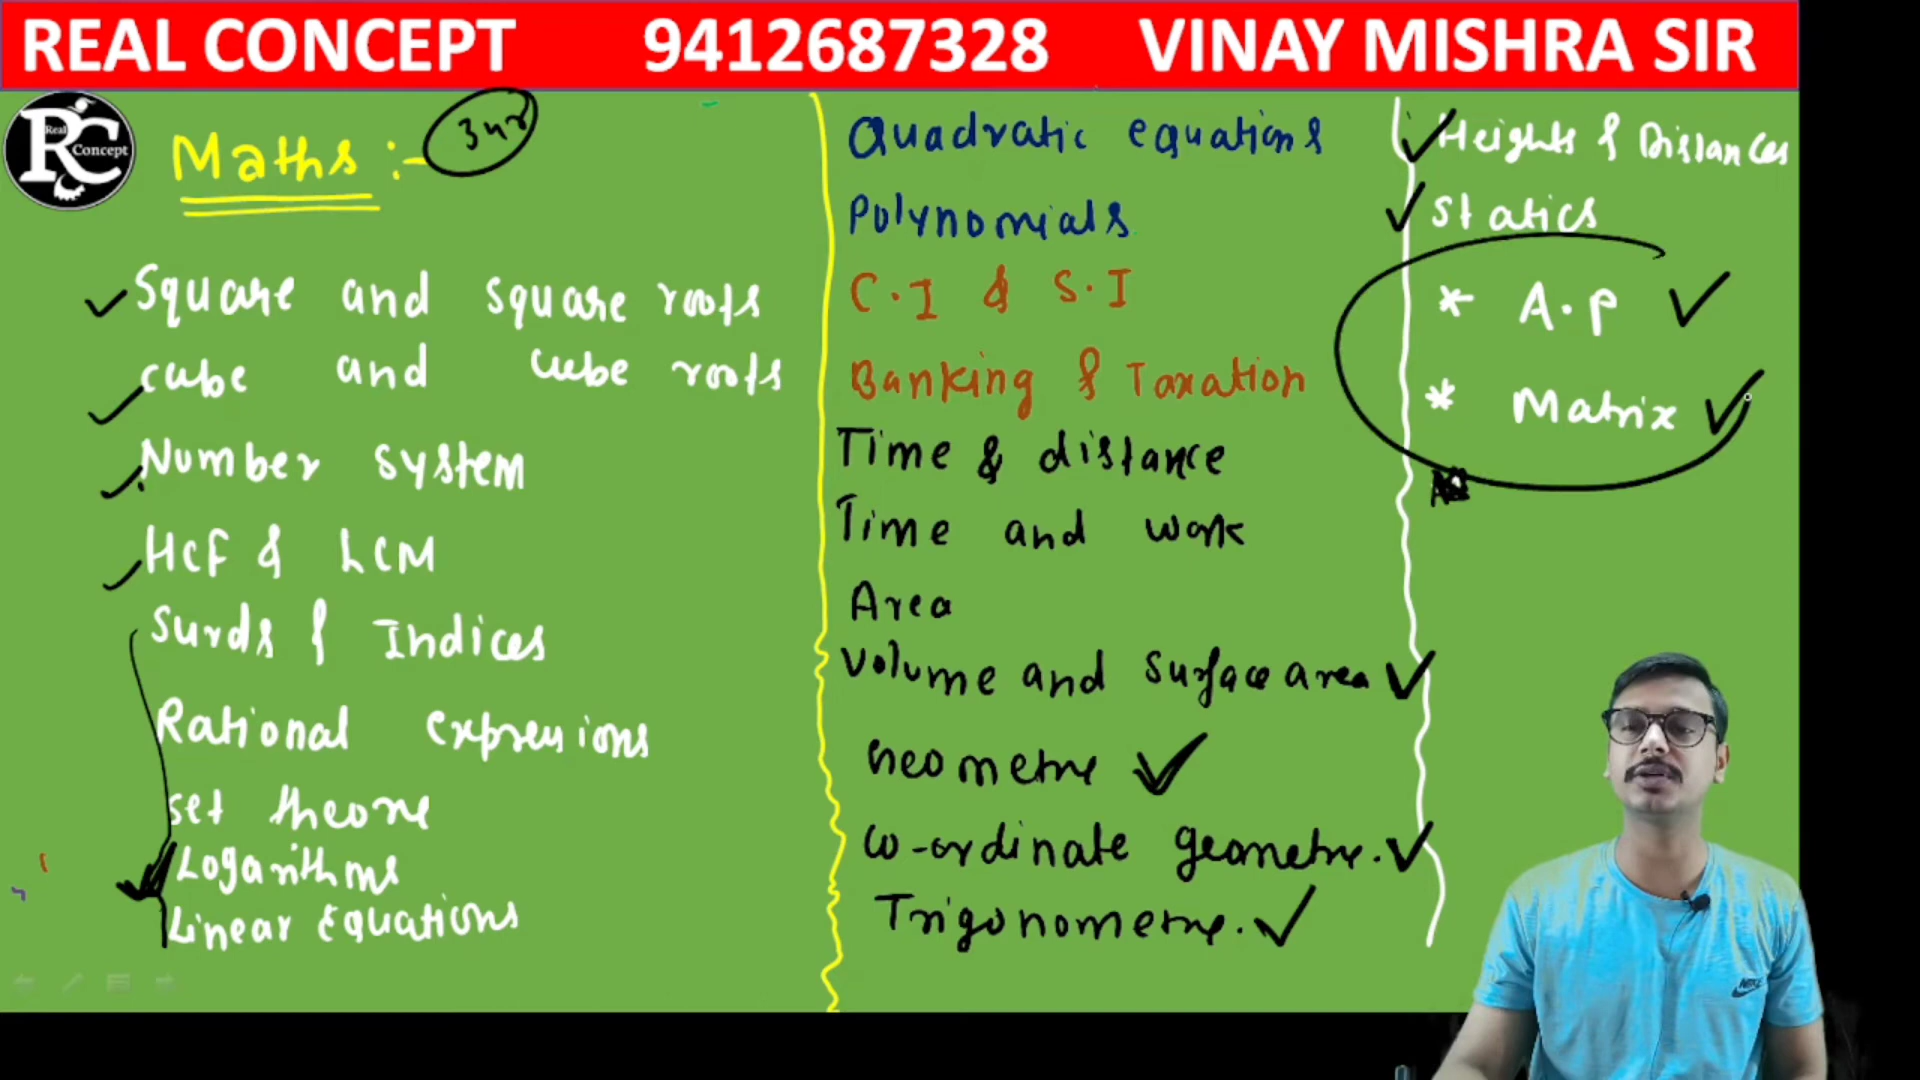 REAL CONCEPT 9412687328 VINAY MISHRA SIR
Real
RC
Concept
Maths :-
Square and square roots
cube and cube roots
Number system
HCF & LCM
Surds & Indices
Rational expressions
set theory
Logarithms
Linear Equations
Quadratic equations
Polynomials
C.I & S.I
Banking & Taxation
Time & distance
Time and work
Area
Volume and Surface area
Geometry
Co-ordinate geometry.
Trigonometry.
Heights & Distances
Statics
* A.P
* Matrix
NIKE